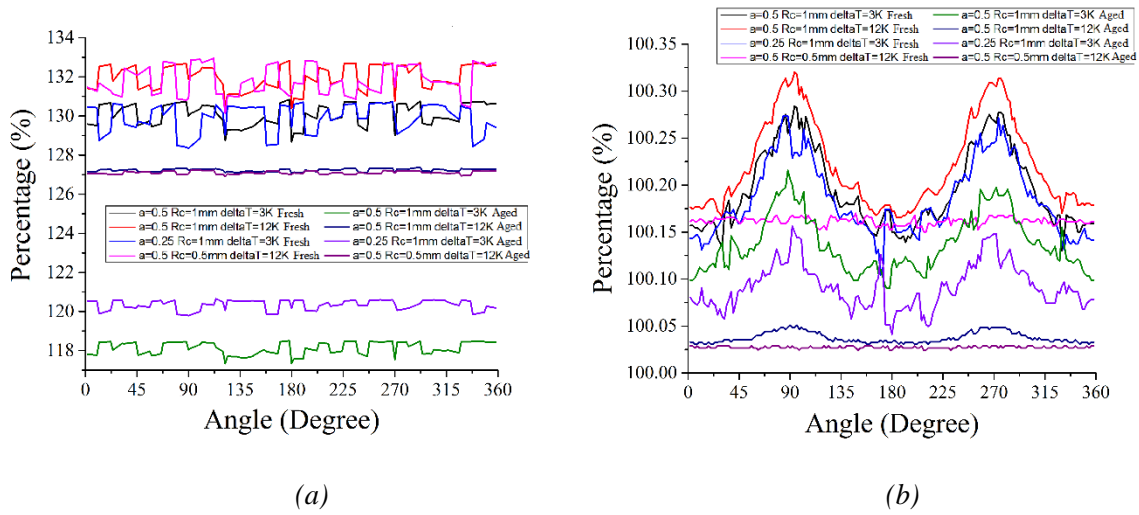 (a)
134
132
130
128
126
124
122
120
118
Percentage (%)
a=0.5 Rc=1mm deltaT=3K Fresh
a=0.5 Rc=1mm deltaT=12K Fresh
a=0.25 Rc=1mm deltaT=3K Fresh
a=0.5 Rc=0.5mm deltaT=12K Fresh
a=0.5 Rc=1mm deltaT=3K Aged
a=0.5 Rc=1mm deltaT=12K Aged
a=0.25 Rc=1mm deltaT=3K Aged
a=0.5 Rc=0.5mm deltaT=12K Aged
0 45 90 135 180 225 270 315 360
Angle (Degree)
(a)
(b)
a=0.5 Rc=1mm deltaT=3K Fresh
a=0.5 Rc=1mm deltaT=12K Fresh
a=0.25 Rc=1mm deltaT=3K Fresh
a=0.5 Rc=0.5mm deltaT=12K Fresh
a=0.5 Rc=1mm deltaT=3K Aged
a=0.5 Rc=1mm deltaT=12K Aged
a=0.25 Rc=1mm deltaT=3K Aged
a=0.5 Rc=0.5mm deltaT=12K Aged
100.35
100.30
100.25
100.20
100.15
100.10
100.05
100.00
Percentage (%)
0 45 90 135 180 225 270 315 360
Angle (Degree)
(b)